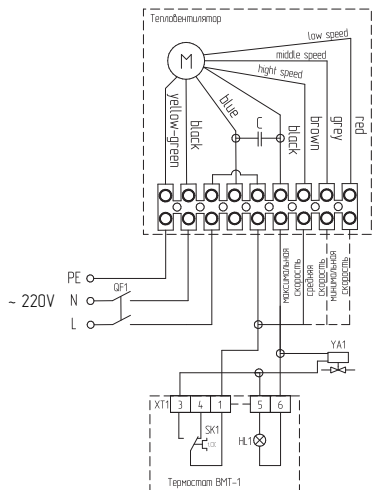 Тепловентилятор
low speed
middle speed
hight speed
M
yellow-green
black
blue
C
black
brown
grey
red
PE
~ 220V
N
QF1
L
максимальная скорость
средняя скорость
минимальная скорость
YA1
XT1
3
4
1
5
6
SK1
HL1
Термостат ВМТ-1